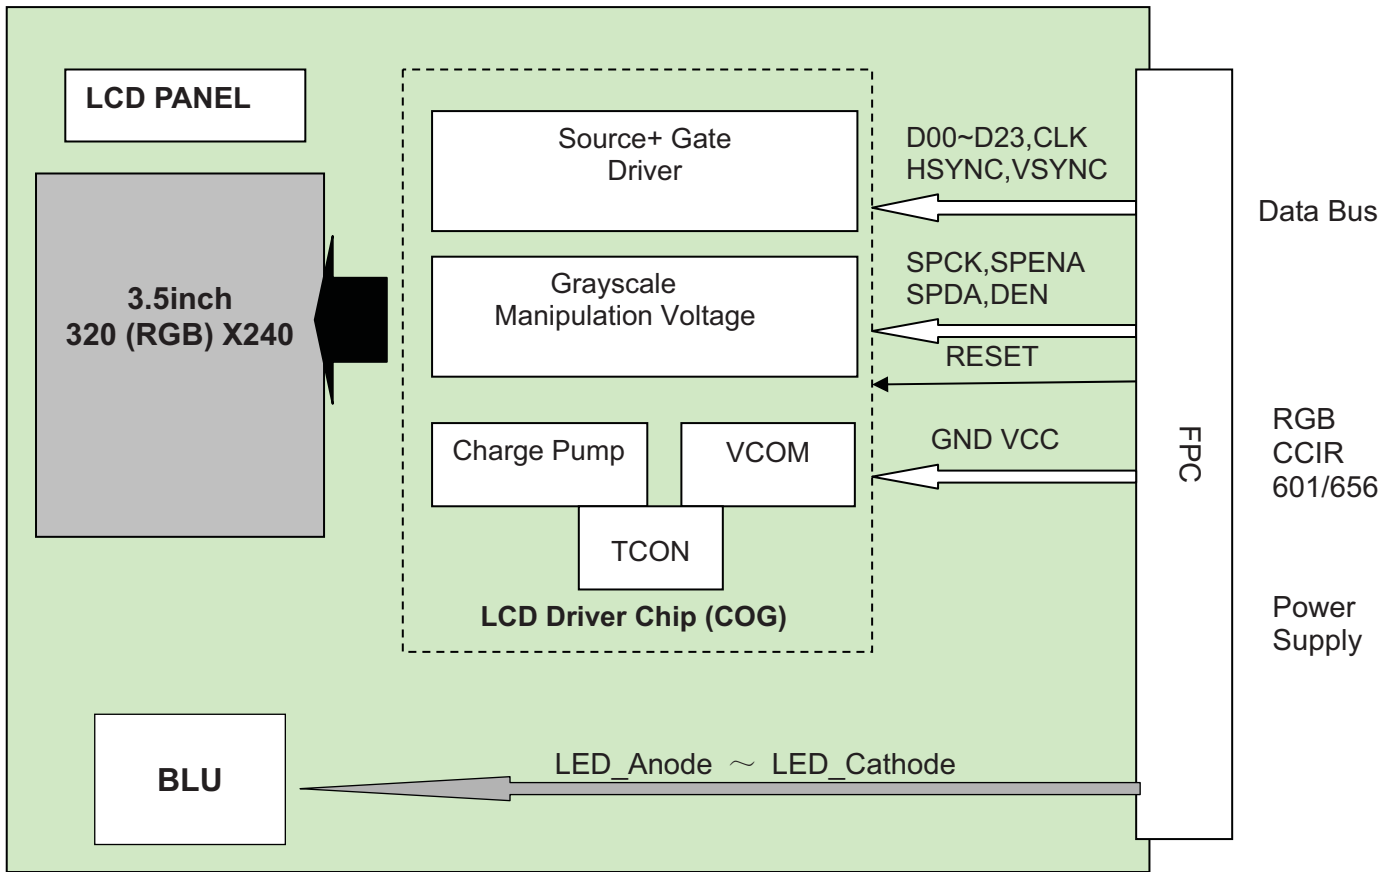 LCD PANEL
3.5inch
320 (RGB) X240
Source+ Gate
Driver
Grayscale
Manipulation Voltage
Charge Pump
VCOM
TCON
LCD Driver Chip (COG)
D00~D23,CLK
HSYNC,VSYNC
SPCK,SPENA
SPDA,DEN
RESET
GND VCC
FPC
Data Bus
RGB
CCIR
601/656
Power
Supply
BLU
LED_Anode ～ LED_Cathode